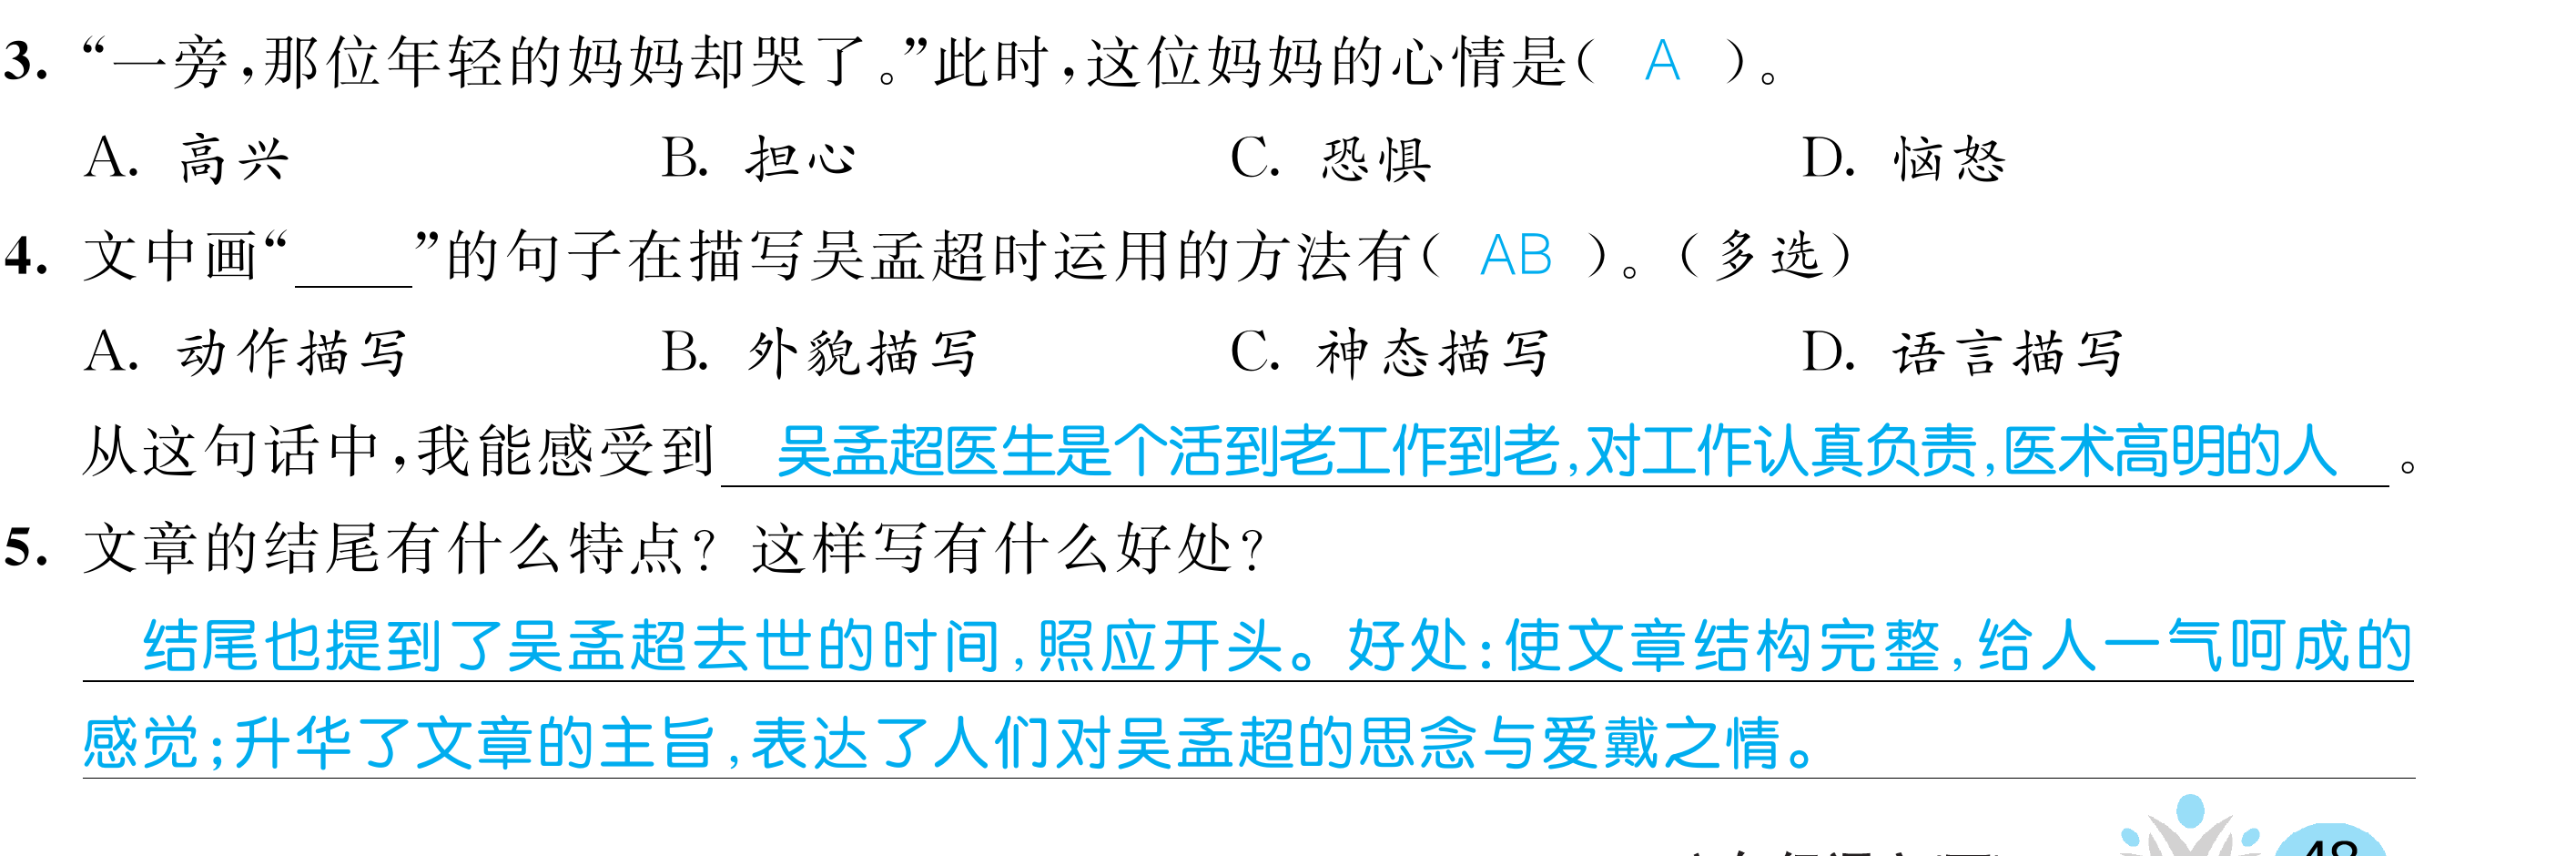 3. “一旁,那位年轻的妈妈却哭了。”此时,这位妈妈的心情是( A )。
A. 高兴 B. 担心 C. 恐惧 D. 恼怒
4. 文中画“____”的句子在描写吴孟超时运用的方法有( AB )。(多选)
A. 动作描写 B. 外貌描写 C. 神态描写 D. 语言描写
从这句话中,我能感受到 吴孟超医生是个活到老工作到老,对工作认真负责,医术高明的人 。
5. 文章的结尾有什么特点? 这样写有什么好处?
结尾也提到了吴孟超去世的时间,照应开头。好处:使文章结构完整,给人一气呵成的
感觉;升华了文章的主旨,表达了人们对吴孟超的思念与爱戴之情。